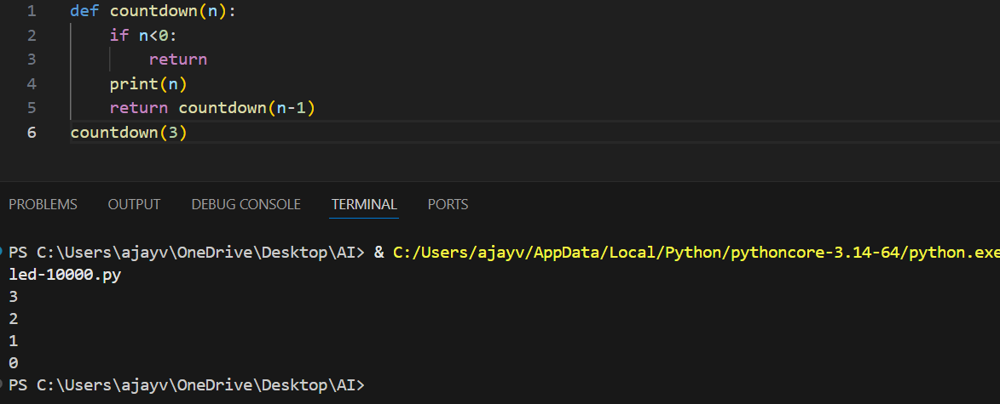 1 def countdown(n):
2     if n<0:
3         return
4     print(n)
5     return countdown(n-1)
6 countdown(3)
PROBLEMS OUTPUT DEBUG CONSOLE TERMINAL PORTS
PS C:\Users\ajayv\OneDrive\Desktop\AI> & C:/Users/ajayv/AppData/Local/Python/pythoncore-3.14-64/python.exe
led-10000.py
3
2
1
0
PS C:\Users\ajayv\OneDrive\Desktop\AI>